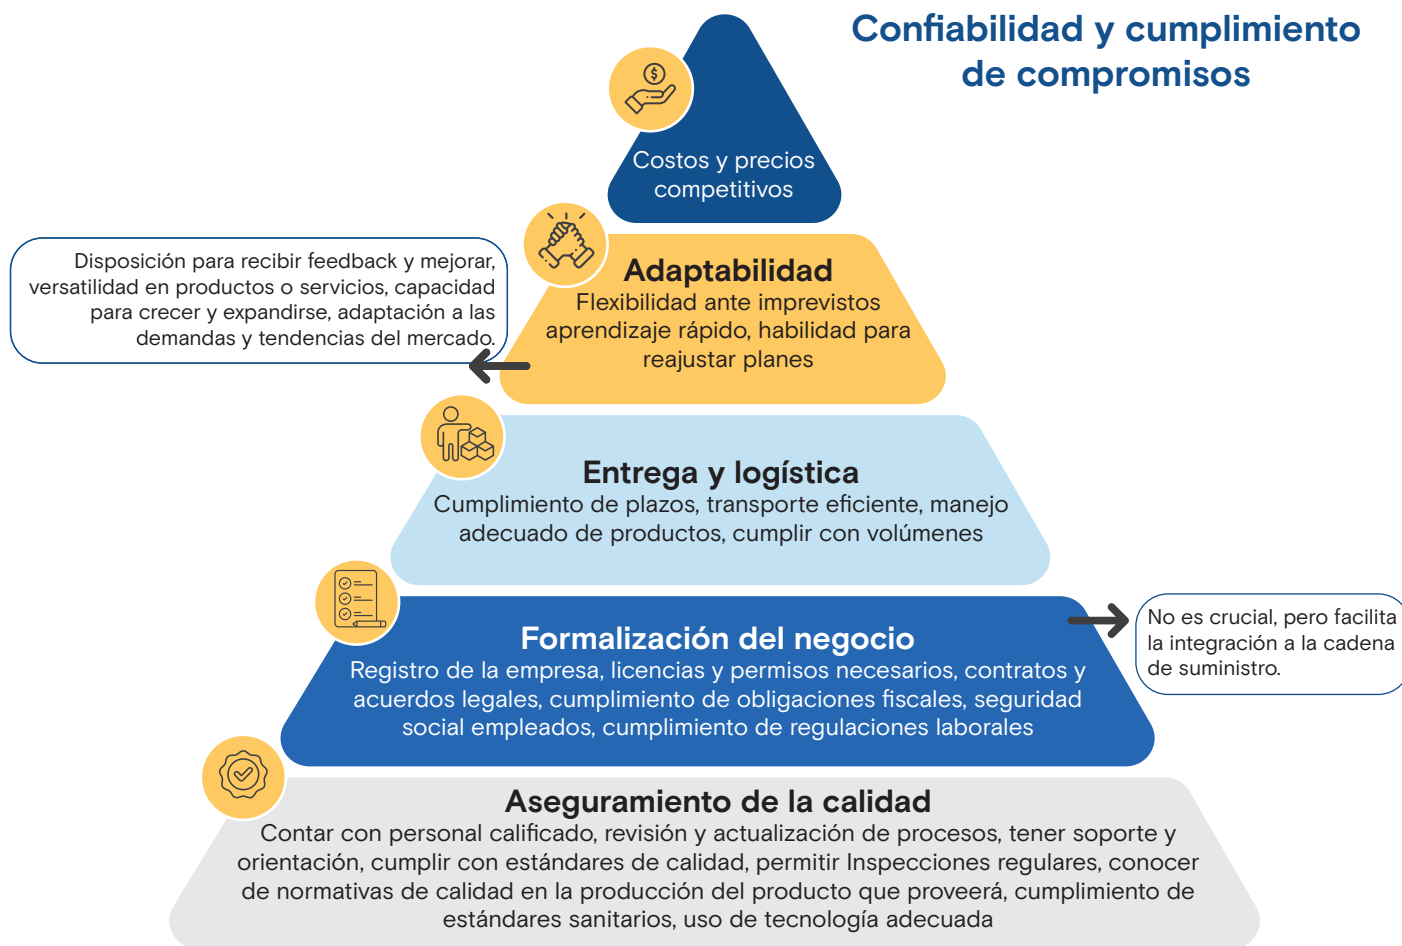 Confiabilidad y cumplimiento
de compromisos
$
Costos y precios
competitivos
Disposición para recibir feedback y mejorar,
versatilidad en productos o servicios, capacidad
para crecer y expandirse, adaptación a las
demandas y tendencias del mercado.
Adaptabilidad
Flexibilidad ante imprevistos
aprendizaje rápido, habilidad para
reajustar planes
Entrega y logística
Cumplimiento de plazos, transporte eficiente, manejo
adecuado de productos, cumplir con volúmenes
Formalización del negocio
Registro de la empresa, licencias y permisos necesarios, contratos y
acuerdos legales, cumplimiento de obligaciones fiscales, seguridad
social empleados, cumplimiento de regulaciones laborales
No es crucial, pero facilita
la integración a la cadena
de suministro.
Aseguramiento de la calidad
Contar con personal calificado, revisión y actualización de procesos, tener soporte y
orientación, cumplir con estándares de calidad, permitir Inspecciones regulares, conocer
de normativas de calidad en la producción del producto que proveerá, cumplimiento de
estándares sanitarios, uso de tecnología adecuada